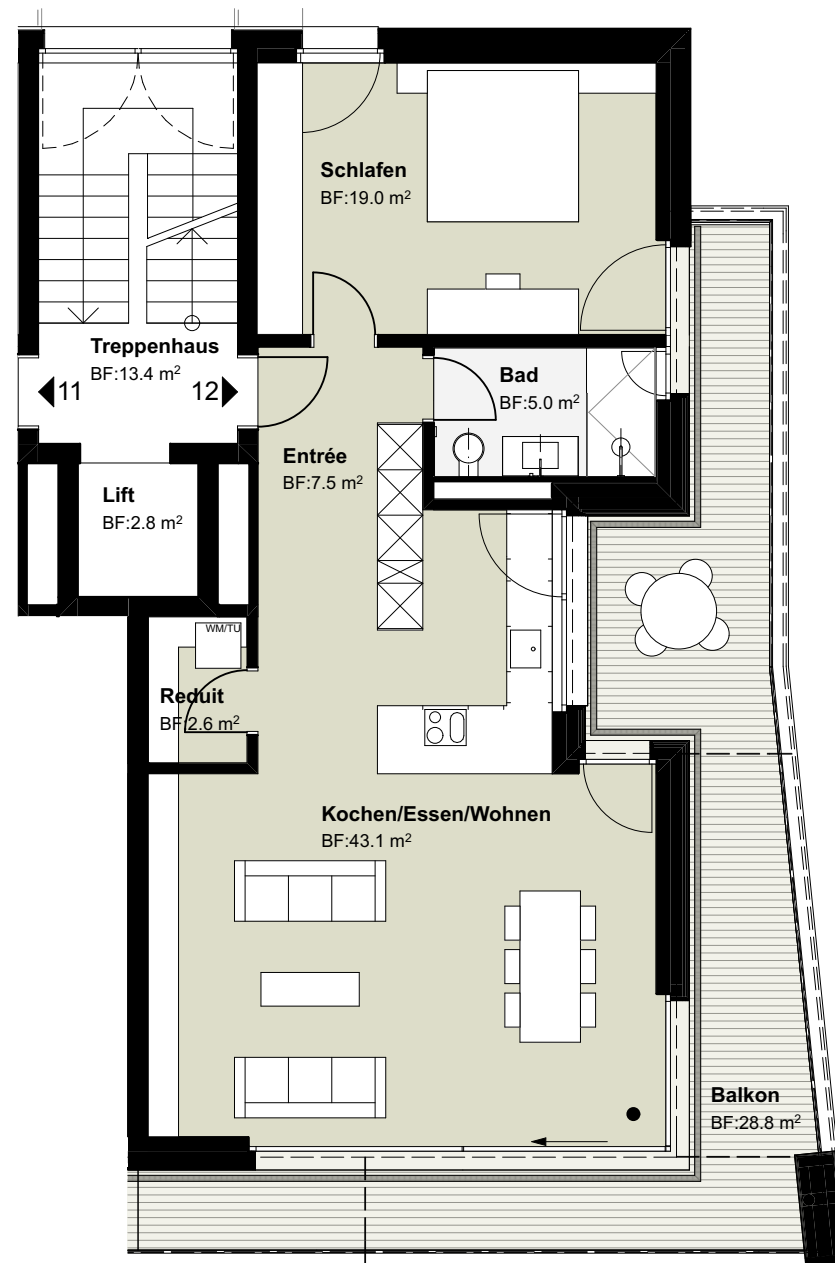 Schlafen
BF:19.0 m²
Treppenhaus
BF:13.4 m²
11
12
Bad
BF:5.0 m²
Entrée
BF:7.5 m²
Lift
BF:2.8 m²
WM/TU
Reduit
BF:2.6 m²
Kochen/Essen/Wohnen
BF:43.1 m²
Balkon
BF:28.8 m²